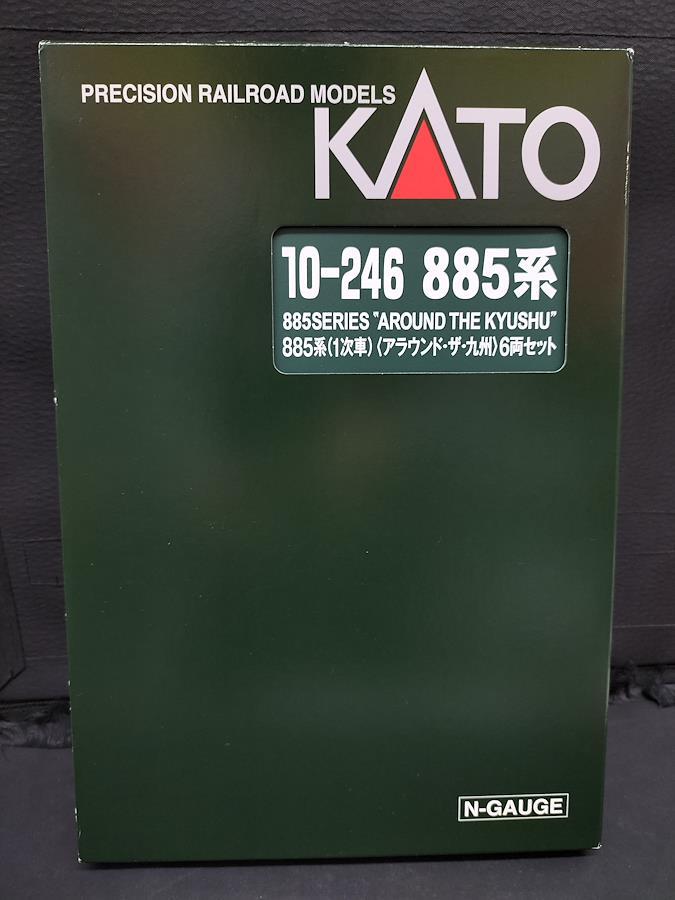 PRECISION RAILROAD MODELS
KATO
10-246 885系
885SERIES "AROUND THE KYUSHU"
885系(1次車)〈アラウンド・ザ・九州〉6両セット
N-GAUGE